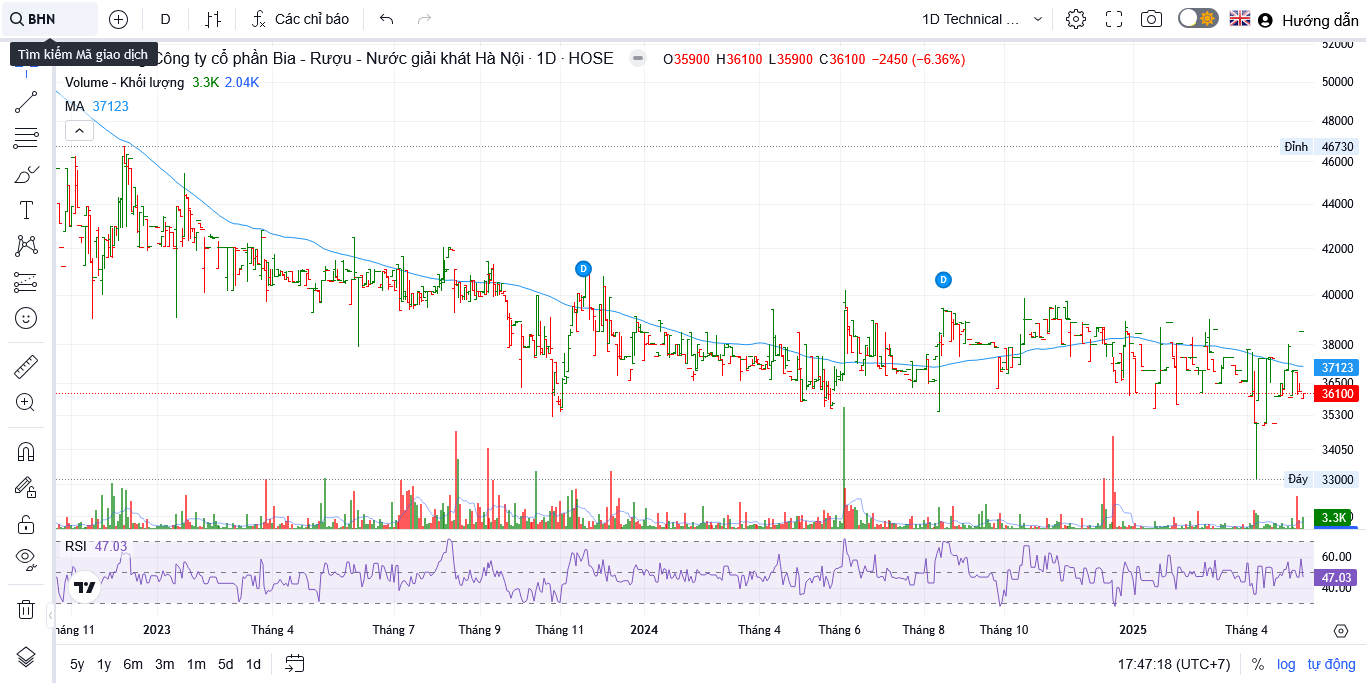 BHN
D
Các chỉ báo
1D Technical ...
Hướng dẫn
Tìm kiếm Mã giao dịch
Công ty cổ phần Bia - Rượu - Nước giải khát Hà Nội · 1D · HOSE
O35900 H36100 L35900 C36100 −2450 (−6.36%)
Volume - Khối lượng 3.3K 2.04K
MA 37123
52000
50000
48000
Đỉnh 46730
46000
44000
42000
40000
38000
37123
36500
36100
35300
34050
Đáy 33000
3.3K
D
D
RSI 47.03
60.00
47.03
40.00
háng 11
2023
Tháng 4
Tháng 7
Tháng 9
Tháng 11
2024
Tháng 4
Tháng 6
Tháng 8
Tháng 10
2025
Tháng 4
5y 1y 6m 3m 1m 5d 1d
17:47:18 (UTC+7)
% log tự động